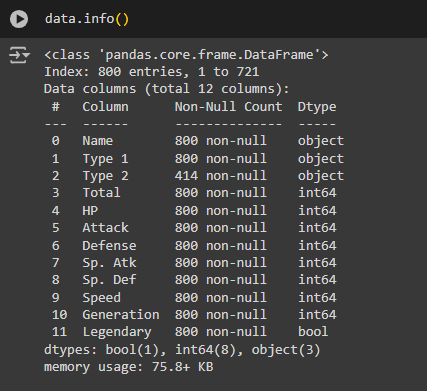 data.info()
<class 'pandas.core.frame.DataFrame'>
Index: 800 entries, 1 to 721
Data columns (total 12 columns):
 #   Column      Non-Null Count  Dtype
---  ------      --------------  -----
 0   Name        800 non-null    object
 1   Type 1      800 non-null    object
 2   Type 2      414 non-null    object
 3   Total       800 non-null    int64
 4   HP          800 non-null    int64
 5   Attack      800 non-null    int64
 6   Defense     800 non-null    int64
 7   Sp. Atk     800 non-null    int64
 8   Sp. Def     800 non-null    int64
 9   Speed       800 non-null    int64
 10  Generation  800 non-null    int64
 11  Legendary   800 non-null    bool
dtypes: bool(1), int64(8), object(3)
memory usage: 75.8+ KB